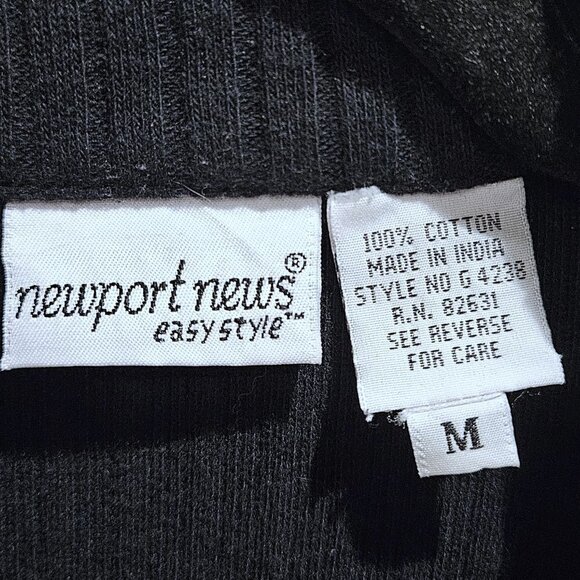 newport news®
easy style™
100% COTTON
MADE IN INDIA
STYLE NO G 4238
R.N. 82631
SEE REVERSE
FOR CARE
M